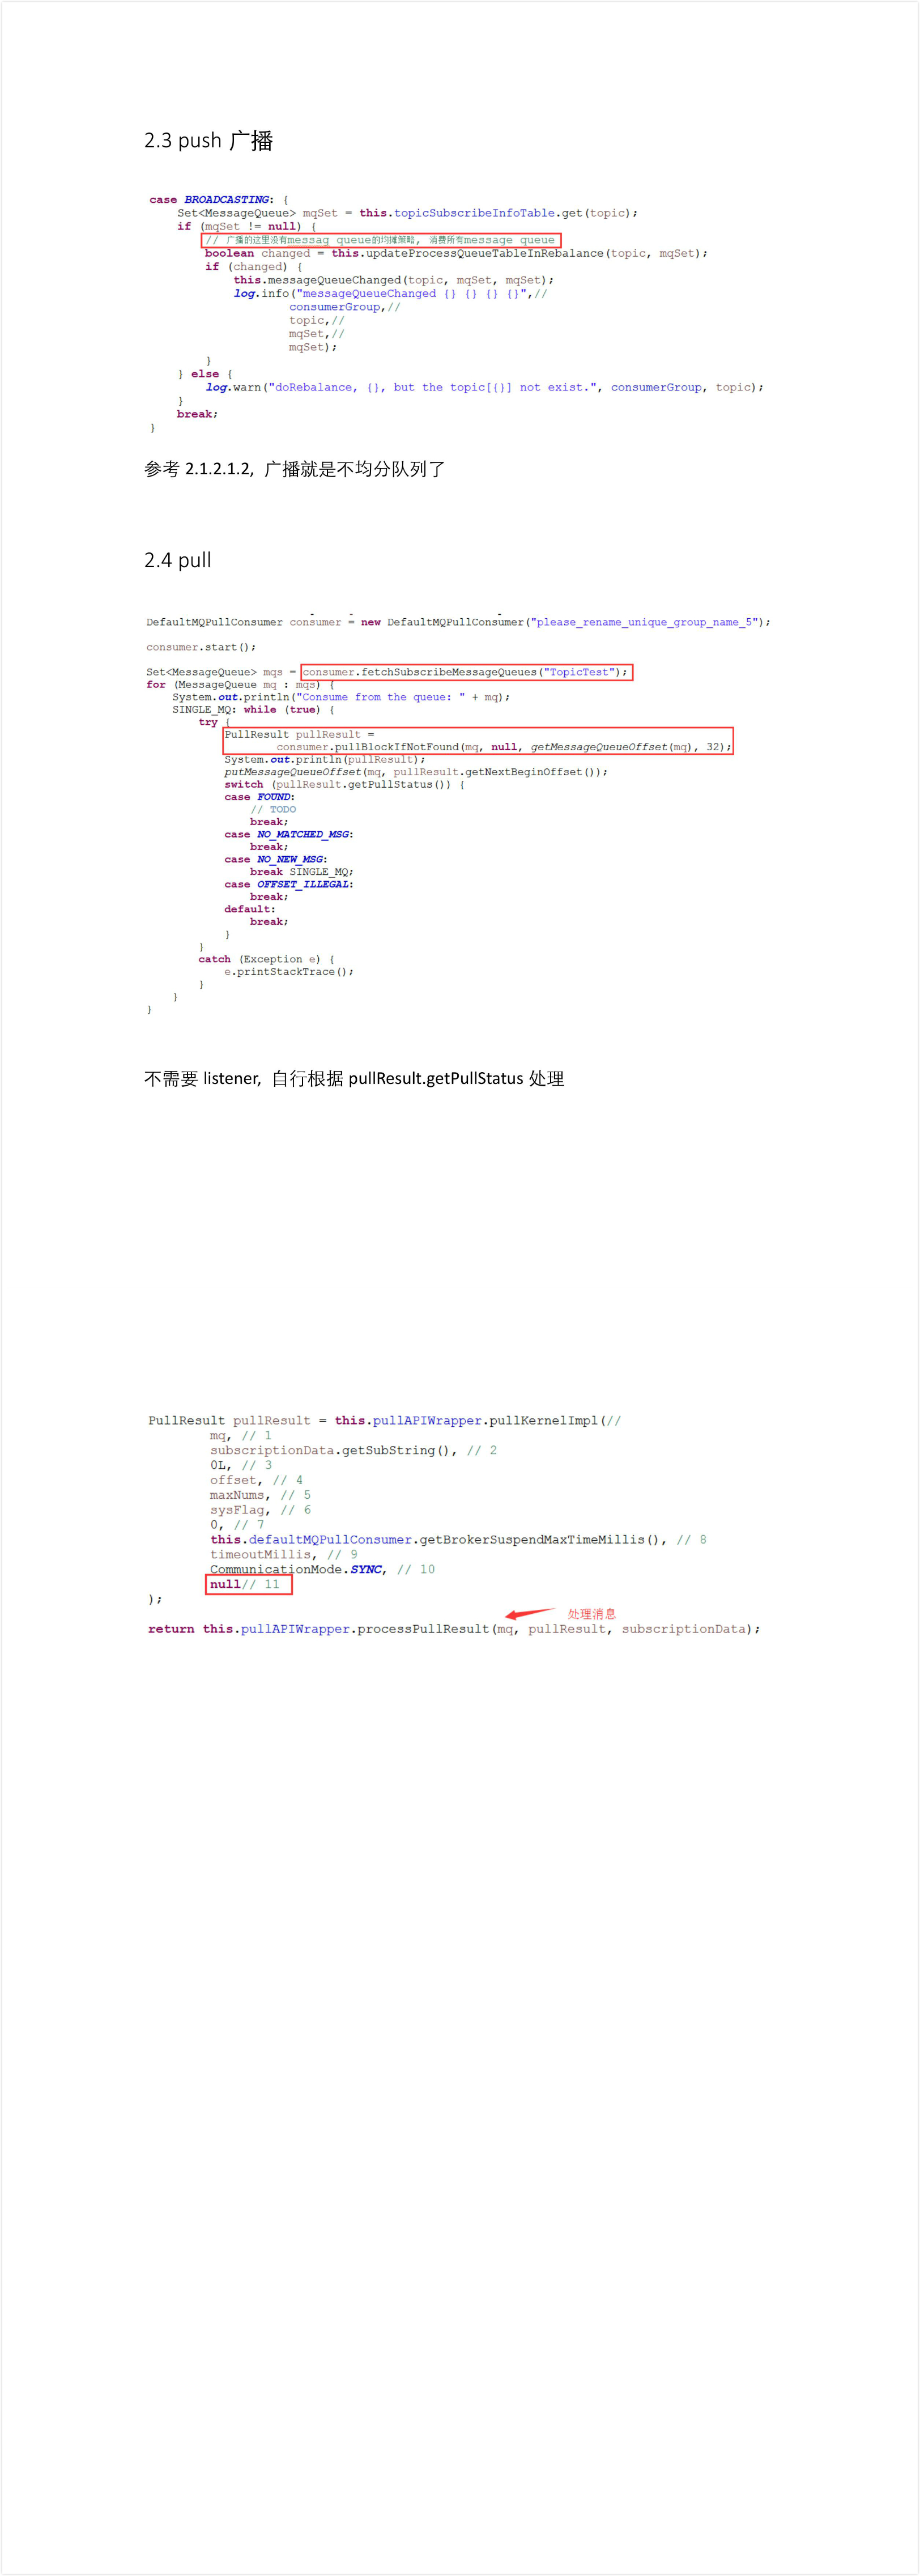 2.3 push 广播
case BROADCASTING: {
Set<MessageQueue> mqSet = this.topicSubscribeInfoTable.get(topic);
if (mqSet != null) {
// 广播的这里没有messag queue的均摊策略, 消费所有message queue
boolean changed = this.updateProcessQueueTableInRebalance(topic, mqSet);
if (changed) {
this.messageQueueChanged(topic, mqSet, mqSet);
log.info("messageQueueChanged {} {} {} {}",//
consumerGroup,//
topic,//
mqSet,//
mqSet);
}
} else {
log.warn("doRebalance, {}, but the topic[{}] not exist.", consumerGroup, topic);
}
break;
}
参考 2.1.2.1.2, 广播就是不均分队列了
2.4 pull
DefaultMQPullConsumer consumer = new DefaultMQPullConsumer("please_rename_unique_group_name_5");
consumer.start();
Set<MessageQueue> mqs = consumer.fetchSubscribeMessageQueues("TopicTest");
for (MessageQueue mq : mqs) {
System.out.println("Consume from the queue: " + mq);
SINGLE_MQ: while (true) {
try {
PullResult pullResult =
consumer.pullBlockIfNotFound(mq, null, getMessageQueueOffset(mq), 32);
System.out.println(pullResult);
putMessageQueueOffset(mq, pullResult.getNextBeginOffset());
switch (pullResult.getPullStatus()) {
case FOUND:
// TODO
break;
case NO_MATCHED_MSG:
break;
case NO_NEW_MSG:
break SINGLE_MQ;
case OFFSET_ILLEGAL:
break;
default:
break;
}
}
catch (Exception e) {
e.printStackTrace();
}
}
}
不需要 listener, 自行根据 pullResult.getPullStatus 处理
PullResult pullResult = this.pullAPIWrapper.pullKernelImpl(//
mq, // 1
subscriptionData.getSubString(), // 2
0L, // 3
offset, // 4
maxNums, // 5
sysFlag, // 6
0, // 7
this.defaultMQPullConsumer.getBrokerSuspendMaxTimeMillis(), // 8
timeoutMillis, // 9
CommunicationMode.SYNC, // 10
null// 11
);
处理消息
return this.pullAPIWrapper.processPullResult(mq, pullResult, subscriptionData);